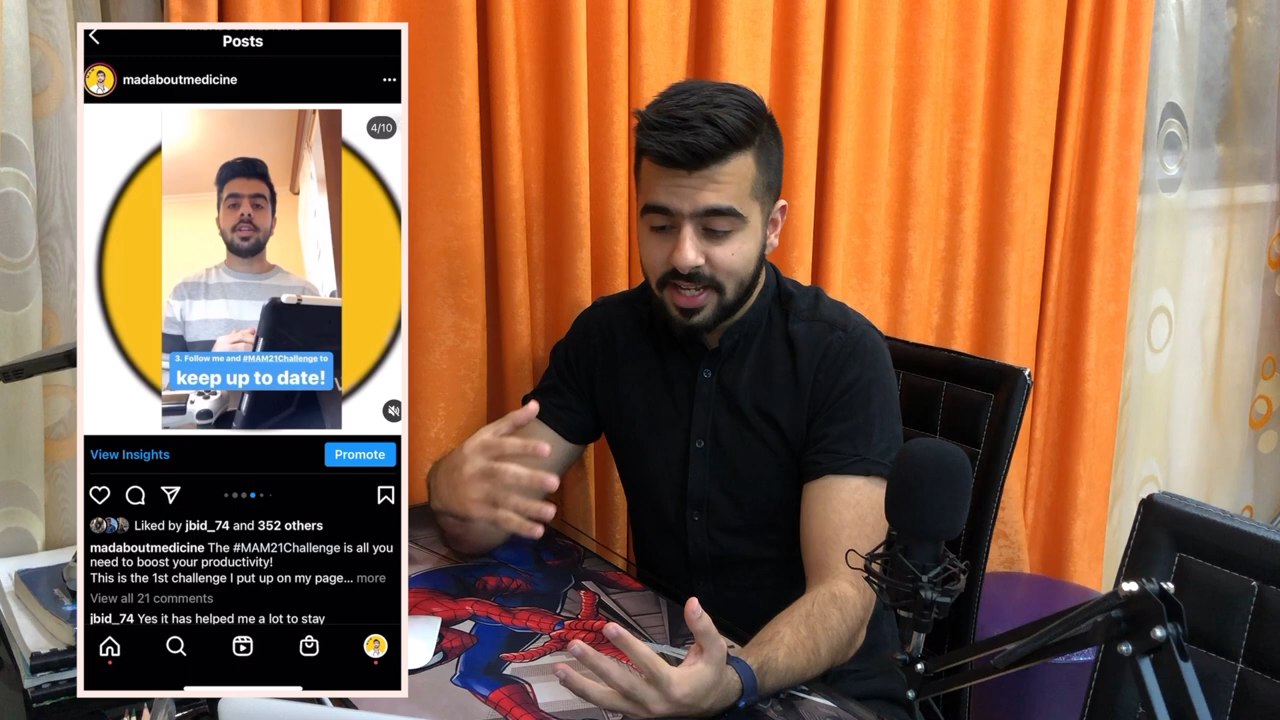 Posts
madaboutmedicine
4/10
3. Follow me and #MAM21Challenge to
keep up to date!
View Insights
Promote
Liked by jbid_74 and 352 others
madaboutmedicine The #MAM21Challenge is all you
need to boost your productivity!
This is the 1st challenge I put up on my page... more
View all 21 comments
jbid_74 Yes it has helped me a lot to stay